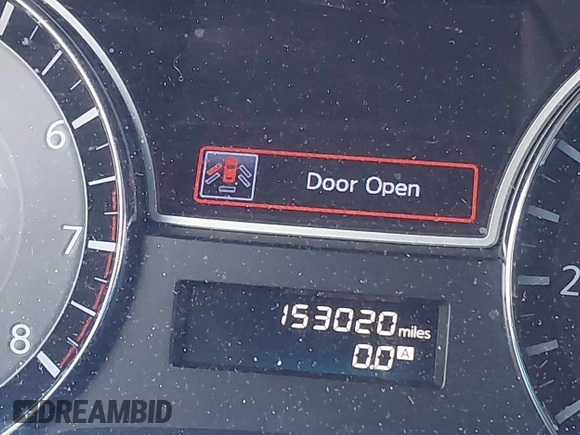 6
Door Open
7
2
153020 miles
8
0.0 A
DREAMBID